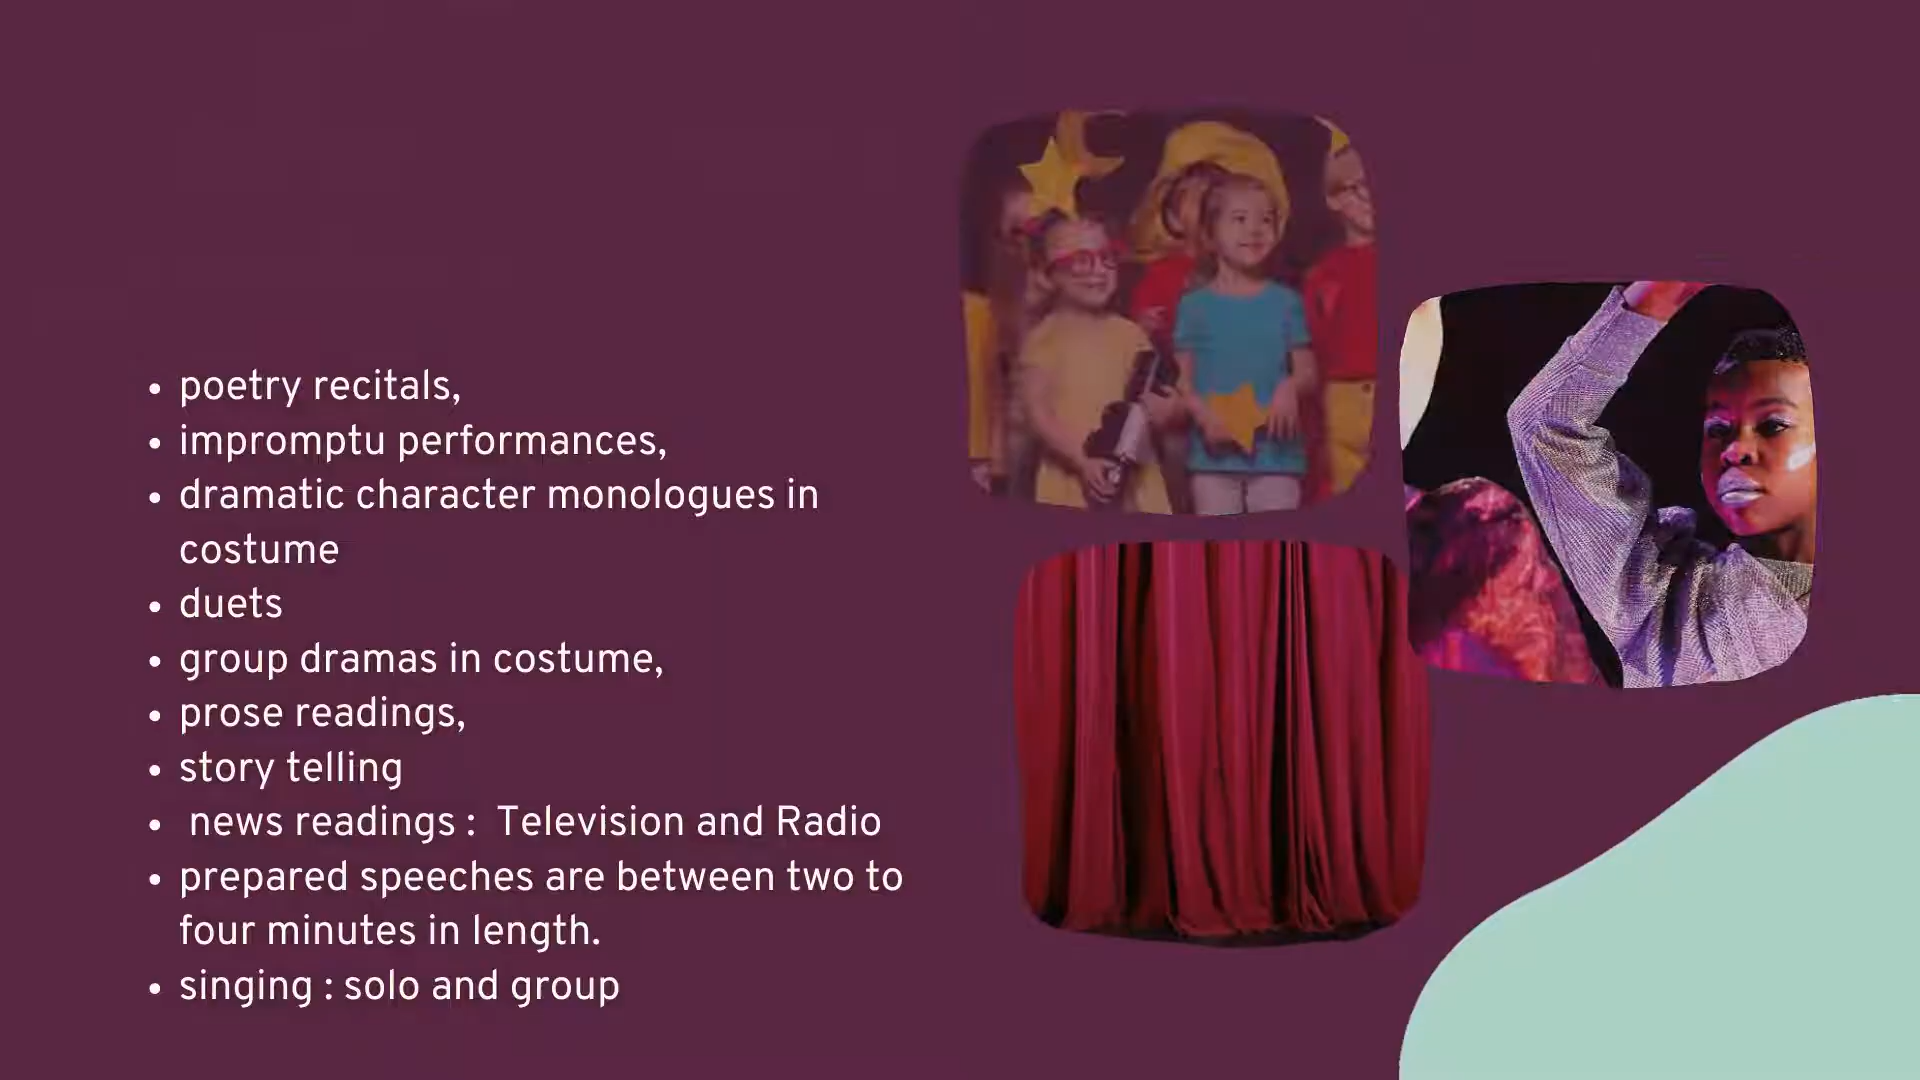 • poetry recitals,
• impromptu performances,
• dramatic character monologues in
costume
• duets
• group dramas in costume,
• prose readings,
• story telling
• news readings : Television and Radio
• prepared speeches are between two to
four minutes in length.
• singing : solo and group